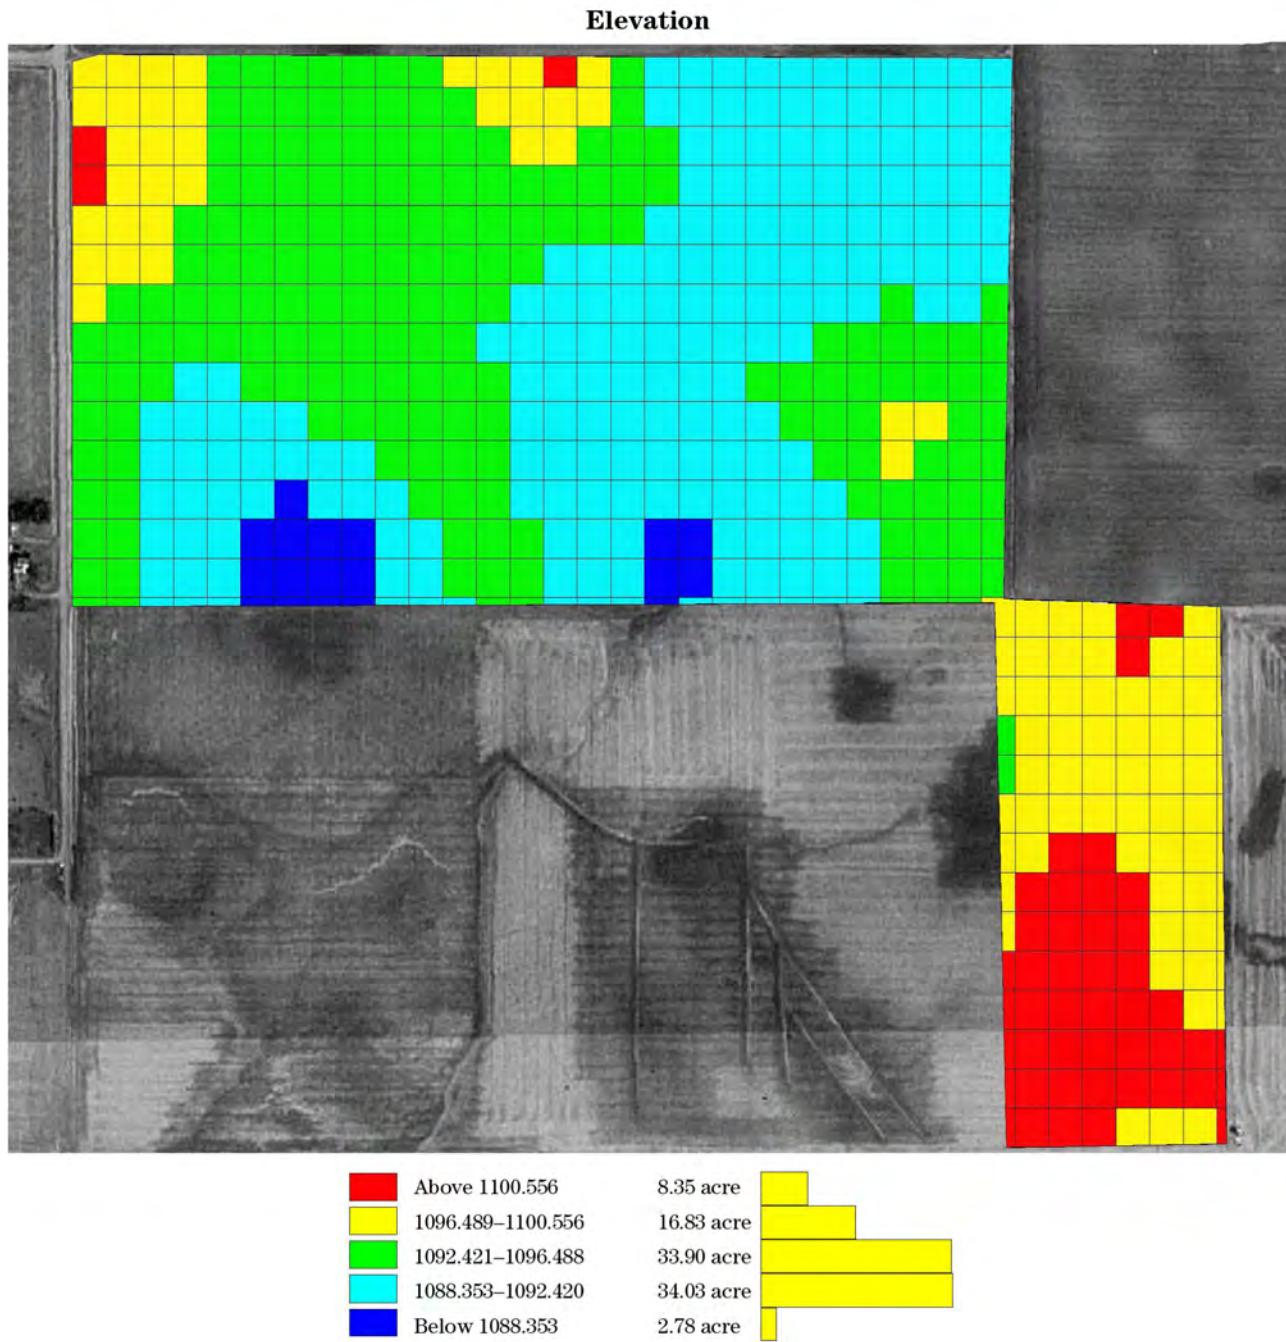 Elevation
Above 1100.556 8.35 acre
1096.489–1100.556 16.83 acre
1092.421–1096.488 33.90 acre
1088.353–1092.420 34.03 acre
Below 1088.353 2.78 acre